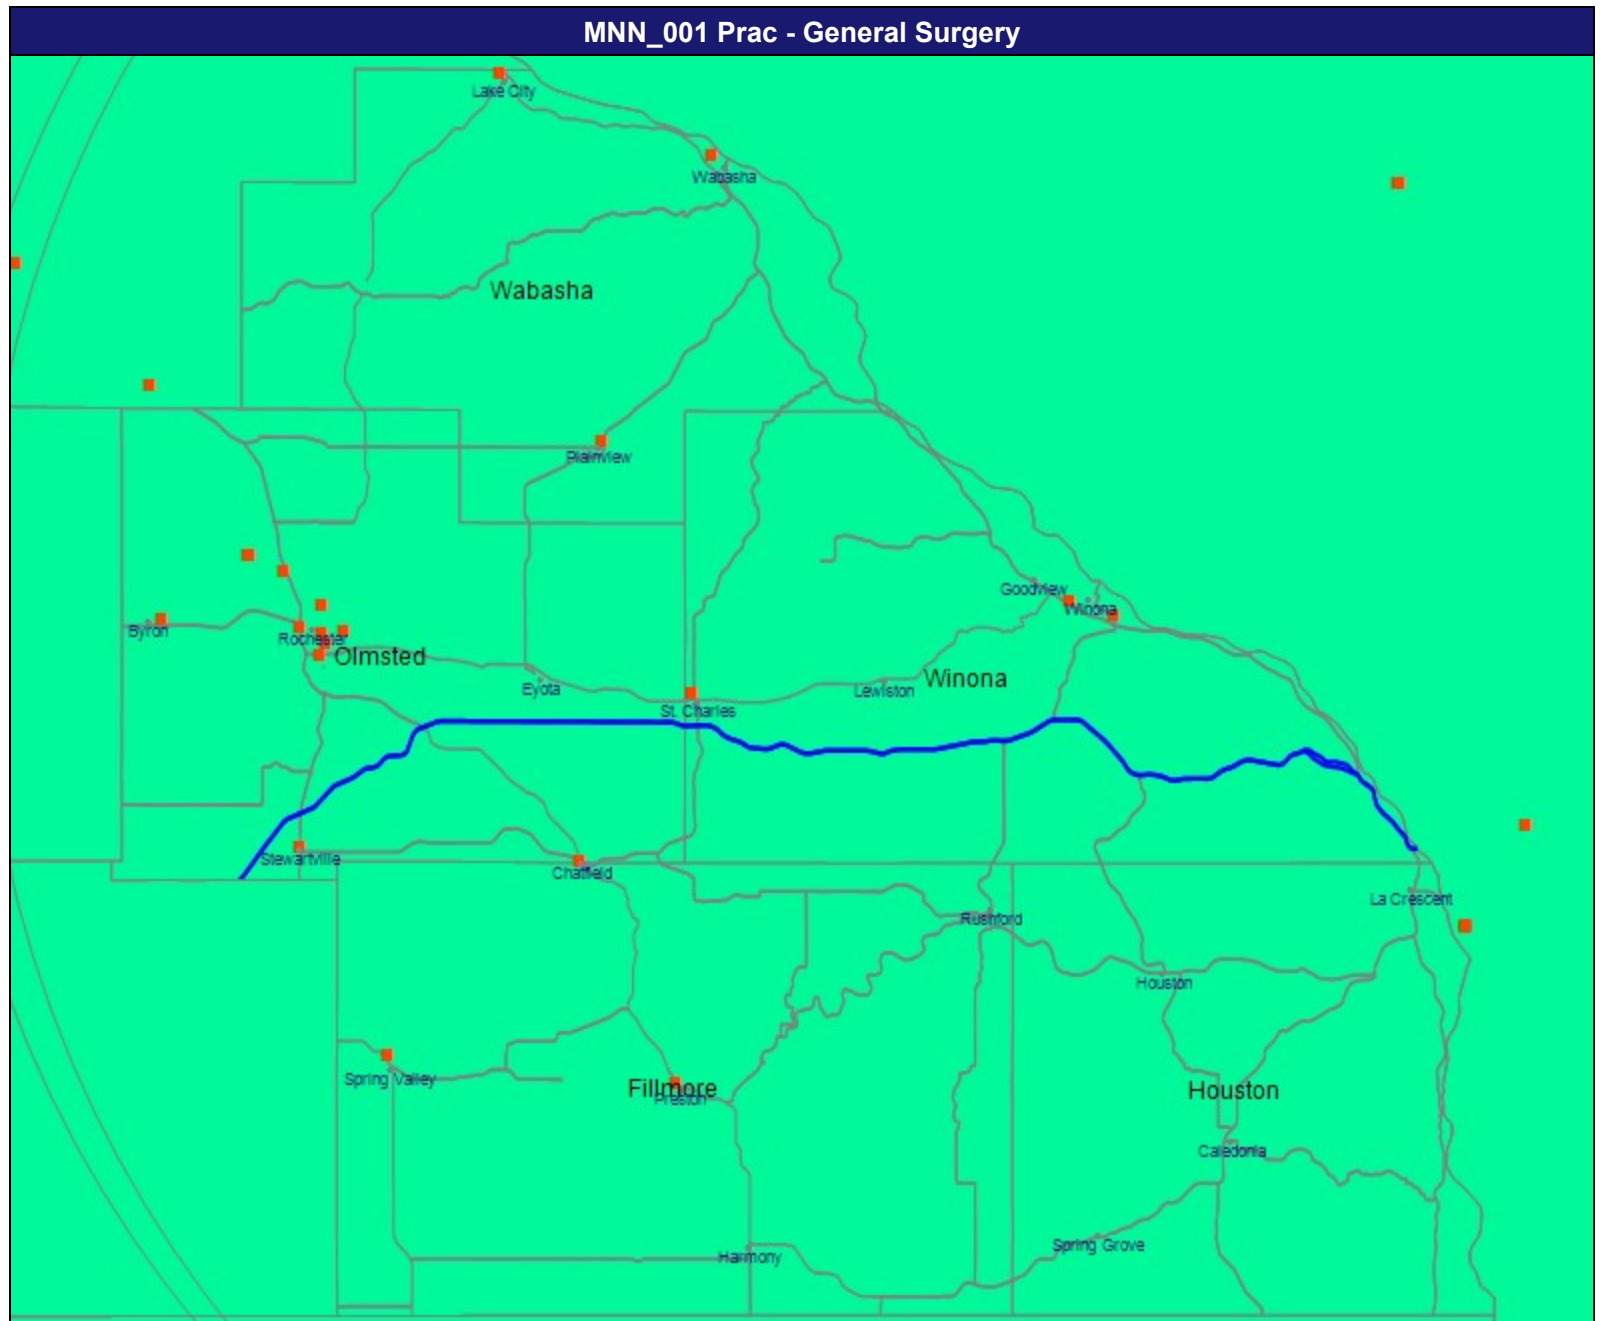 MNN_001 Prac - General Surgery
Lake City
Wabasha
Wabasha
Plainview
Goodview
Winona
Byron
Rochester
Olmsted
Eyota
St. Charles
Lewiston
Winona
Stewartville
Chatfield
La Crescent
Rushford
Houston
Spring Valley
Fillmore
Preston
Houston
Caledonia
Harmony
Spring Grove